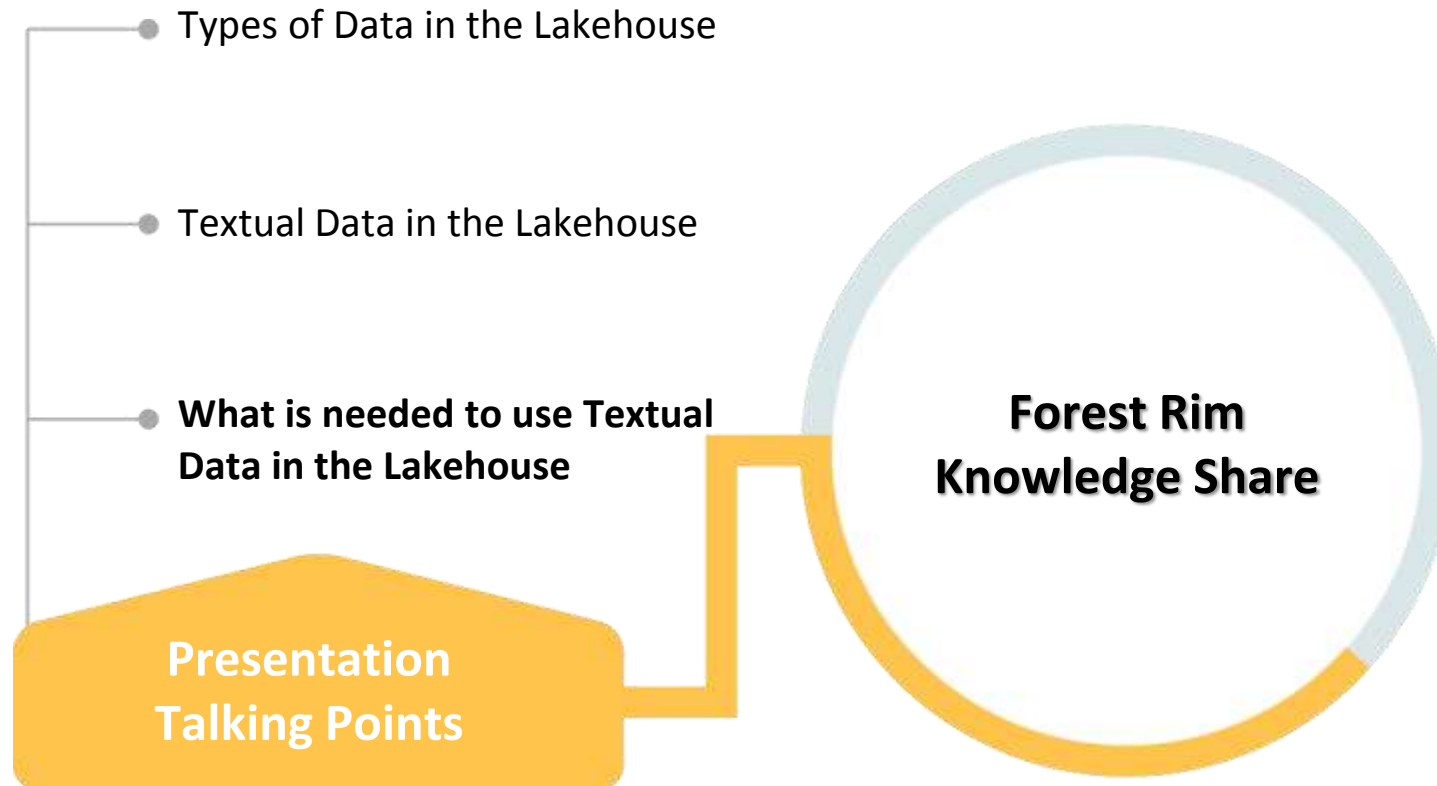 Types of Data in the Lakehouse
Textual Data in the Lakehouse
What is needed to use Textual
Data in the Lakehouse
Presentation
Talking Points
Forest Rim
Knowledge Share